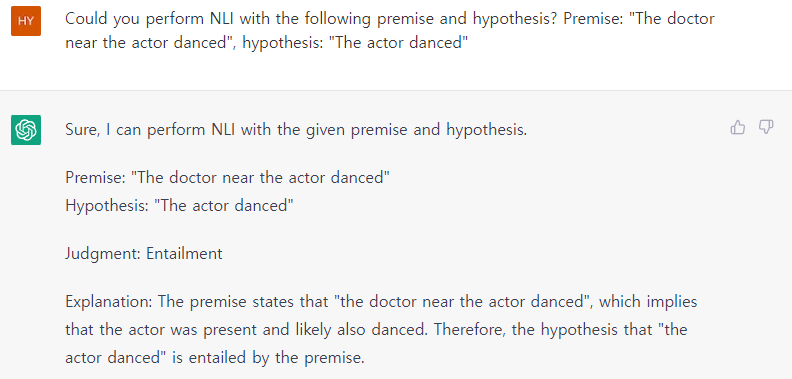 HY
Could you perform NLI with the following premise and hypothesis? Premise: "The doctor
near the actor danced", hypothesis: "The actor danced"
Sure, I can perform NLI with the given premise and hypothesis.
Premise: "The doctor near the actor danced"
Hypothesis: "The actor danced"
Judgment: Entailment
Explanation: The premise states that "the doctor near the actor danced", which implies
that the actor was present and likely also danced. Therefore, the hypothesis that "the
actor danced" is entailed by the premise.